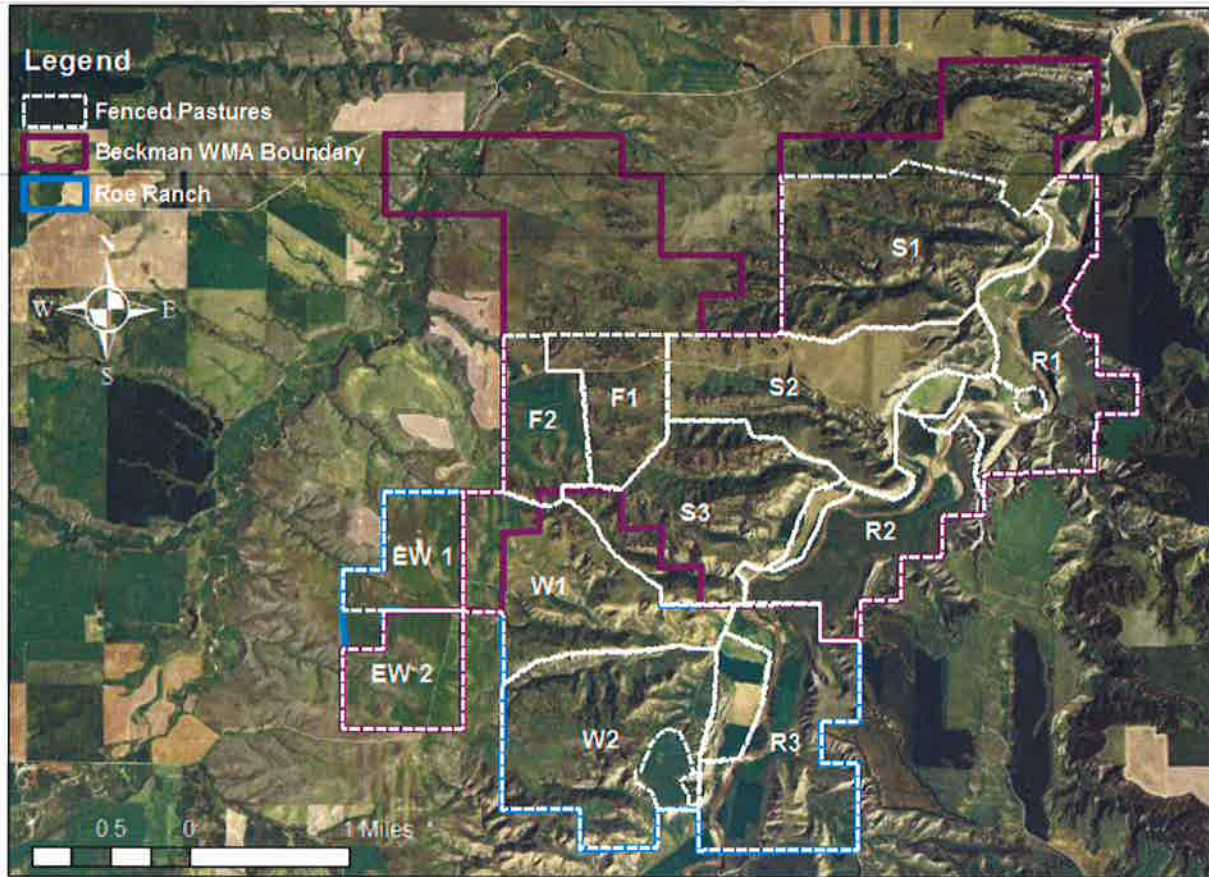 Legend
Fenced Pastures
Beckman WMA Boundary
Roe Ranch
N
W E
S
S1
R1
S2
F1
F2
S3
R2
EW 1
W1
EW 2
W2
R3
0 5 0 1 Miles